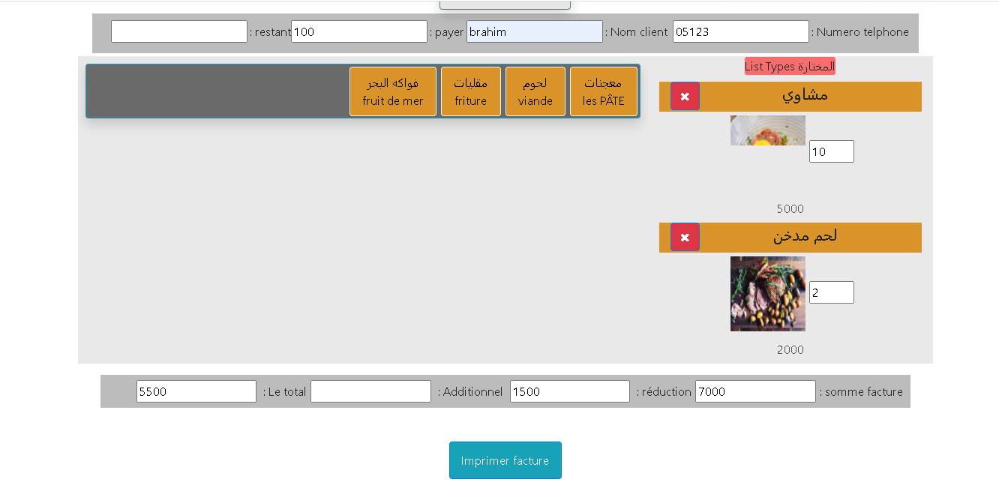 05123 : Numero telphone
brahim : Nom client
100 : payer
: restant
List Types المختارة
معجنات
les PÂTE
لحوم
viande
مقليات
friture
فواكه البحر
fruit de mer
مشاوي
10
5000
لحم مدخن
2
2000
7000 : somme facture
1500 : réduction
: Additionnel
5500 : Le total
Imprimer facture